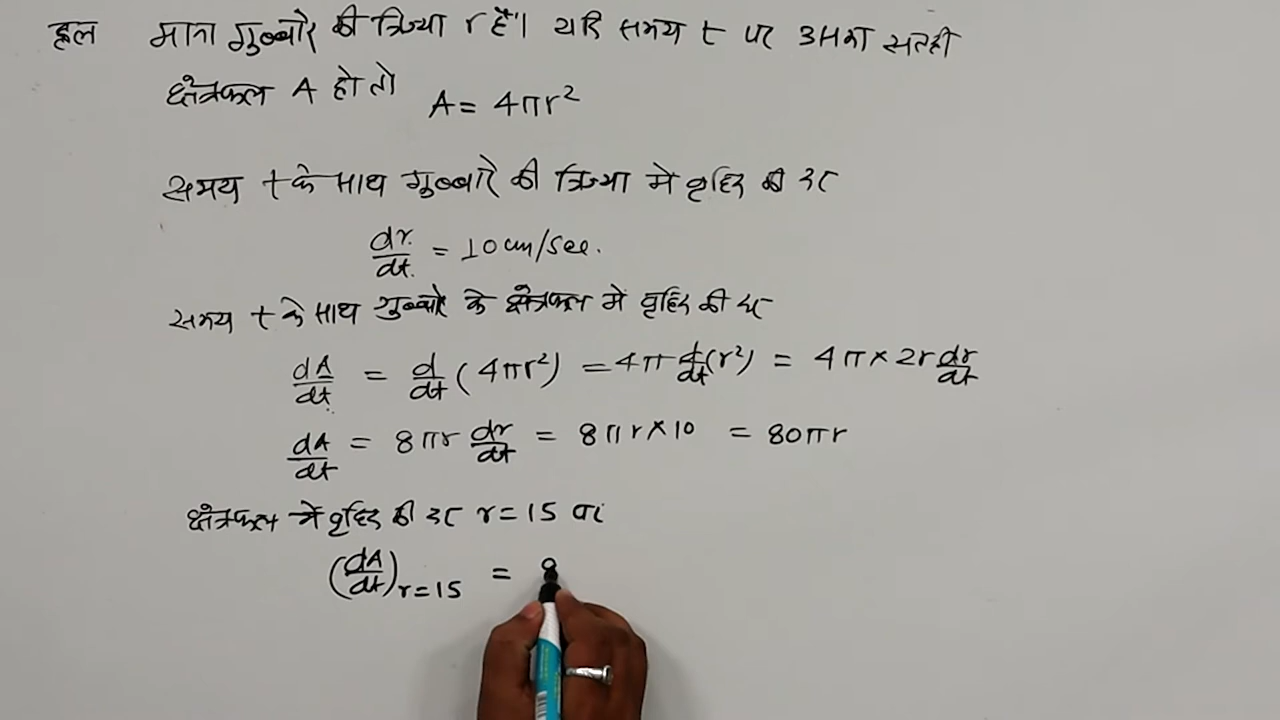 हल माना गुब्बारे की त्रिज्या r है। यदि समय t पर उसका सतही
क्षेत्रफल A हो तो A = 4πr²
समय t के साथ गुब्बारे की त्रिज्या में वृद्धि की दर
dr/dt = 10 cm/sec.
समय t के साथ गुब्बारे के क्षेत्रफल में वृद्धि की दर
dA/dt = d/dt (4πr²) = 4π d/dt (r²) = 4π × 2r dr/dt
dA/dt = 8πr dr/dt = 8πr × 10 = 80πr
क्षेत्रफल में वृद्धि की दर r = 15 पर
(dA/dt)r=15 =